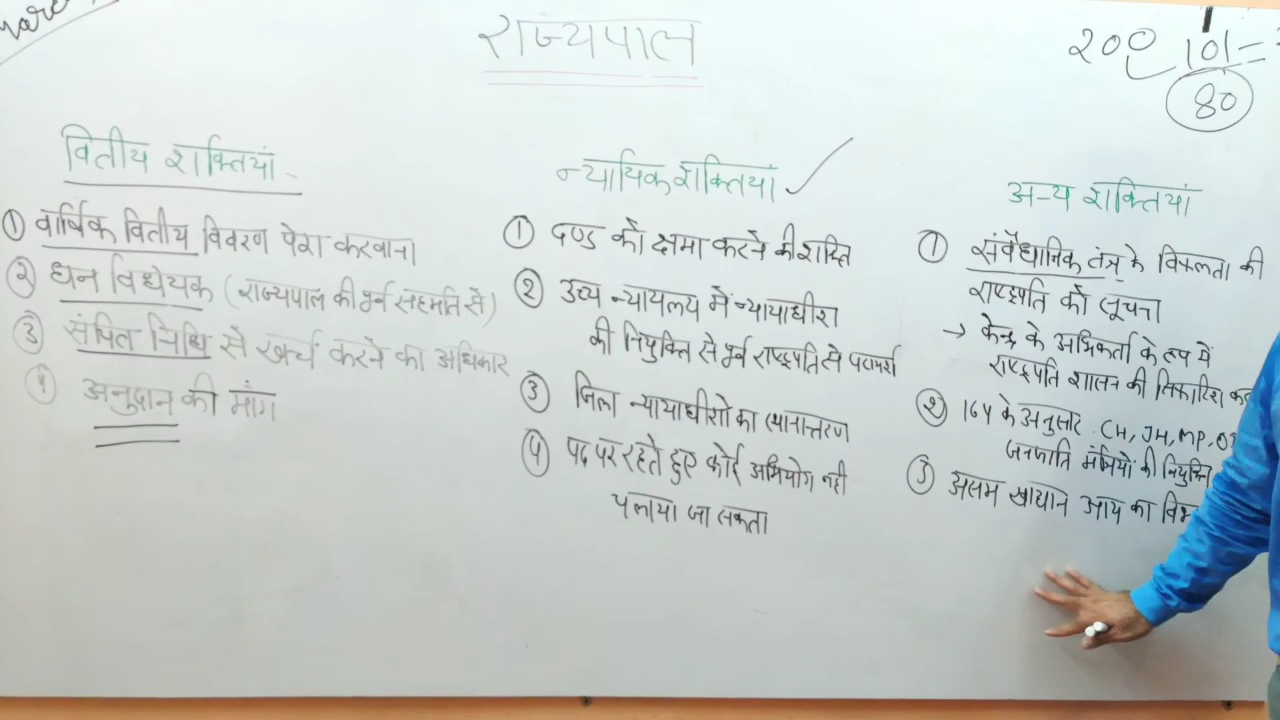 राज्यपाल
200 101=
80
वितीय शक्तियां -
① वार्षिक वितीय विवरण पेश करवाना
② धन विधेयक (राज्यपाल की पूर्व सहमति से)
③ संचित निधि से खर्च करने का अधिकार
④ अनुदान की मांग
न्यायिक शक्तियां ✓
① दण्ड को क्षमा करने की शक्ति
② उच्च न्यायलय में न्यायाधीश
की नियुक्ति से पूर्व राष्ट्रपति से परामर्श
③ जिला न्यायाधीशो का स्थानात्तरण
④ पद पर रहते हुए कोई अभियोग नही
चलाया जा सकता
अन्य शक्तियां
① संवैधानिक तंत्र के विफलता की
राष्ट्रपति को सूचना
→ केन्द्र के अभिकर्ता के रूप में
राष्ट्रपति शासन की सिफारिश
② 164 के अनुसार CH, JH, MP,
जनजाति मंत्रियों की नियुक्ति
③ असम खाद्यान आय का